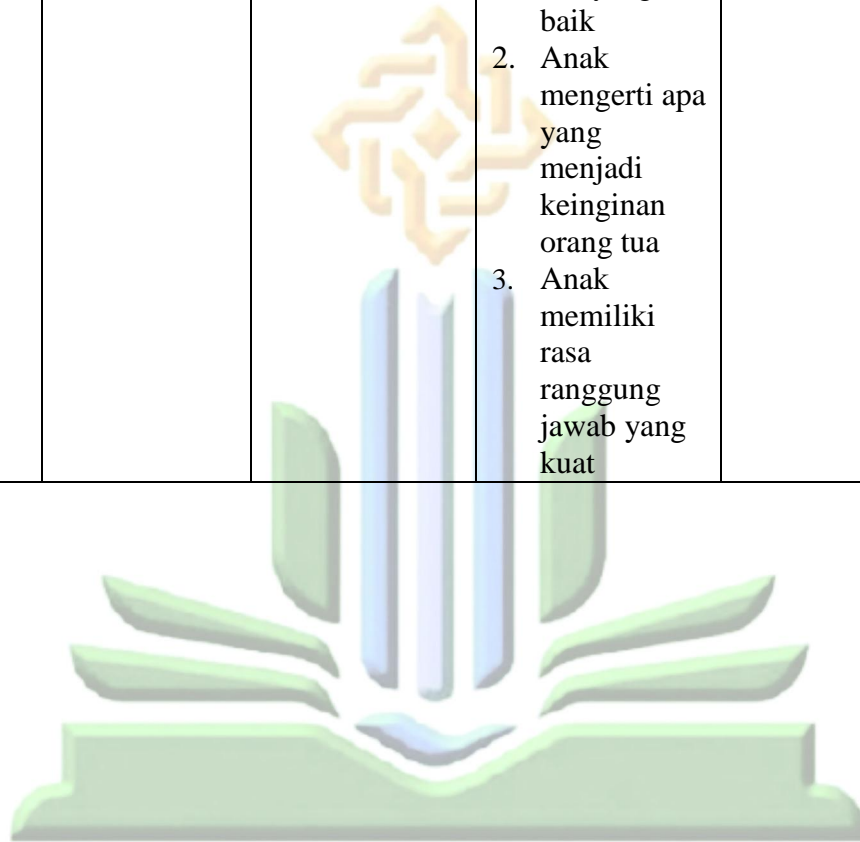 baik
2. Anak
mengerti apa
yang
menjadi
keinginan
orang tua
3. Anak
memiliki
rasa
ranggung
jawab yang
kuat